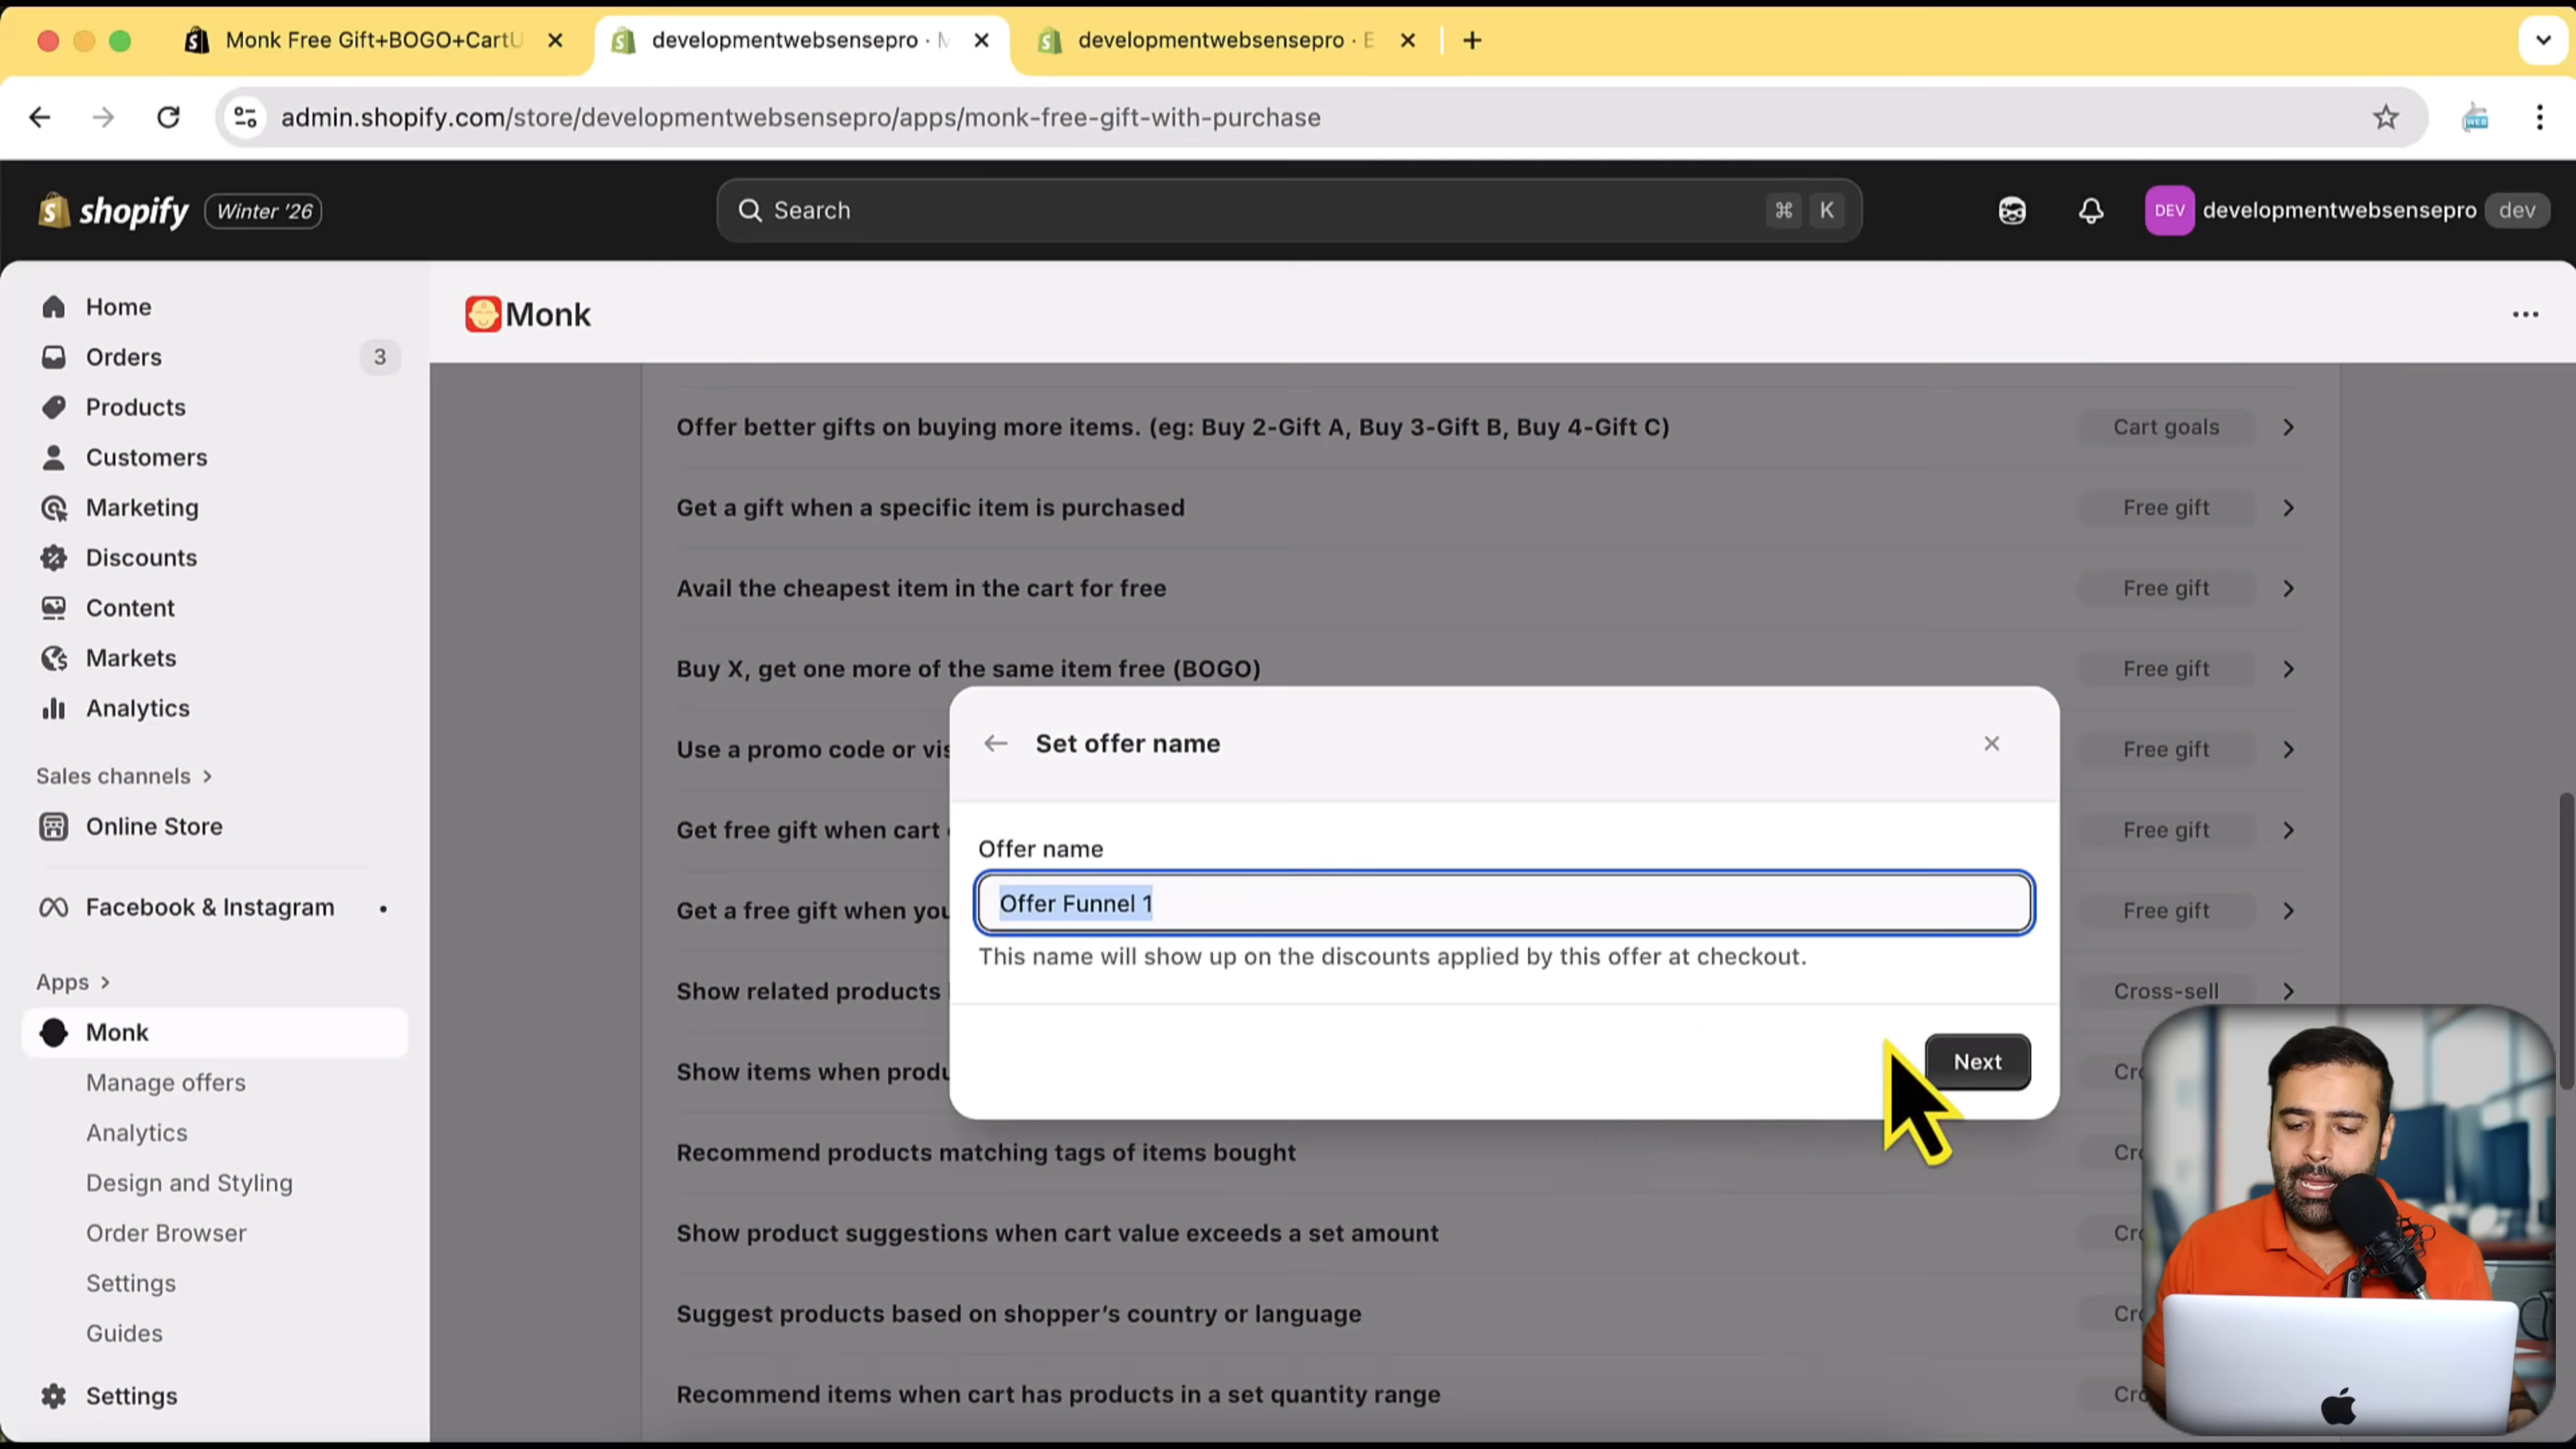 Monk Free Gift+BOGO+CartU
developmentwebsensepro · M
developmentwebsensepro · E
admin.shopify.com/store/developmentwebsensepro/apps/monk-free-gift-with-purchase
shopify
Winter '26
Search
⌘ K
DEV
developmentwebsensepro
dev
Home
Orders
3
Products
Customers
Marketing
Discounts
Content
Markets
Analytics
Sales channels
Online Store
Facebook & Instagram
Apps
Monk
Manage offers
Analytics
Design and Styling
Order Browser
Settings
Guides
Settings
Monk
Offer better gifts on buying more items. (eg: Buy 2-Gift A, Buy 3-Gift B, Buy 4-Gift C)
Cart goals
Get a gift when a specific item is purchased
Free gift
Avail the cheapest item in the cart for free
Free gift
Buy X, get one more of the same item free (BOGO)
Free gift
Use a promo code or vis
Free gift
Get free gift when cart
Free gift
Get a free gift when you
Free gift
Show related products
Cross-sell
Show items when produ
Cro
Recommend products matching tags of items bought
Cro
Show product suggestions when cart value exceeds a set amount
Cro
Suggest products based on shopper's country or language
Cro
Recommend items when cart has products in a set quantity range
Cro
Set offer name
Offer name
Offer Funnel 1
This name will show up on the discounts applied by this offer at checkout.
Next